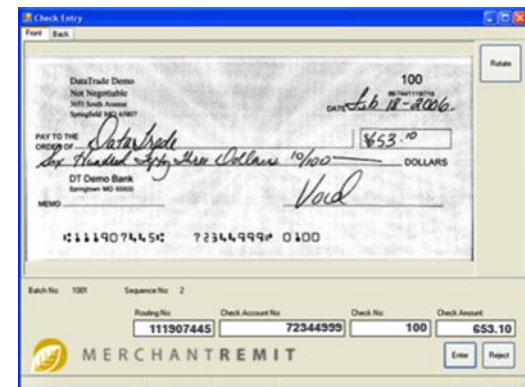 Check Entry
Front Back
Rotate
DataTrade Demo
Not Negotiable
3651 South Avenue
Springfield MO 65807
100
DATE Feb 18-2006
PAY TO THE
ORDER OF Datatrade $653.10
Six Hundred Fifty Three Dollars 10/100 DOLLARS
DT Demo Bank
Springtown MO 65800
MEMO Void
⑆111907445⑆ 72344999⑈ 0100
Batch No: 1001 Sequence No: 2
Routing No: Check Account No: Check No: Check Amount:
111907445 72344999 100 653.10
MERCHANTREMIT
Enter Reject